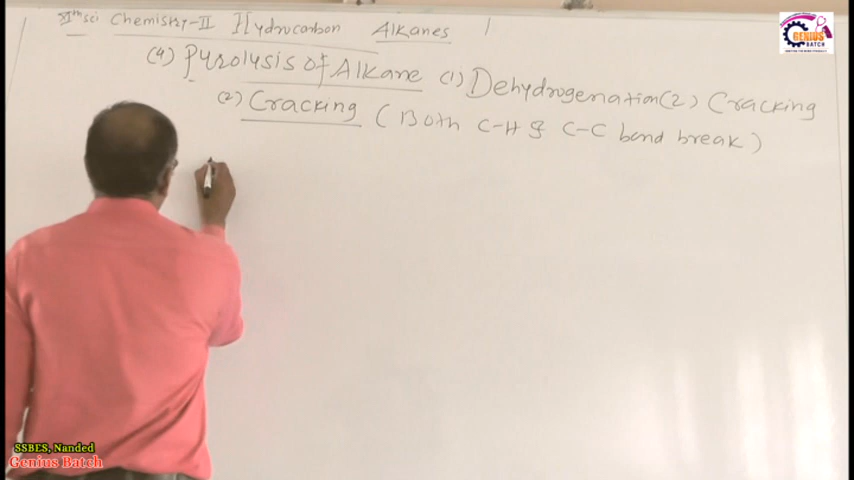 XIth sci Chemistry-II Hydrocarbon Alkanes
(4) Pyrolysis Of Alkane (1) Dehydrogenation (2) Cracking
(2) Cracking (Both C-H & C-C bond break)
GENIUS
BATCH
SSBES, Nanded
Genius Batch